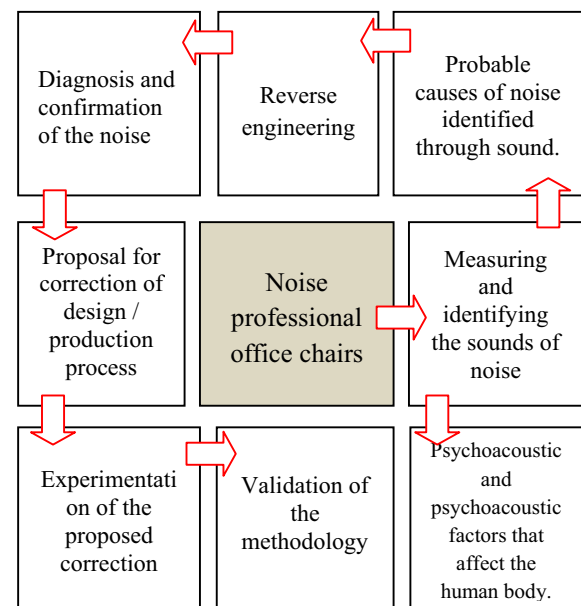 Diagnosis and
confirmation
of the noise
Reverse
engineering
Probable
causes of noise
identified
through sound.
Proposal for
correction of
design /
production
process
Noise
professional
office chairs
Measuring
and
identifying
the sounds of
noise
Experimentati
on of the
proposed
correction
Validation of
the
methodology
Psychoacoustic
and
psychoacoustic
factors that
affect the
human body.